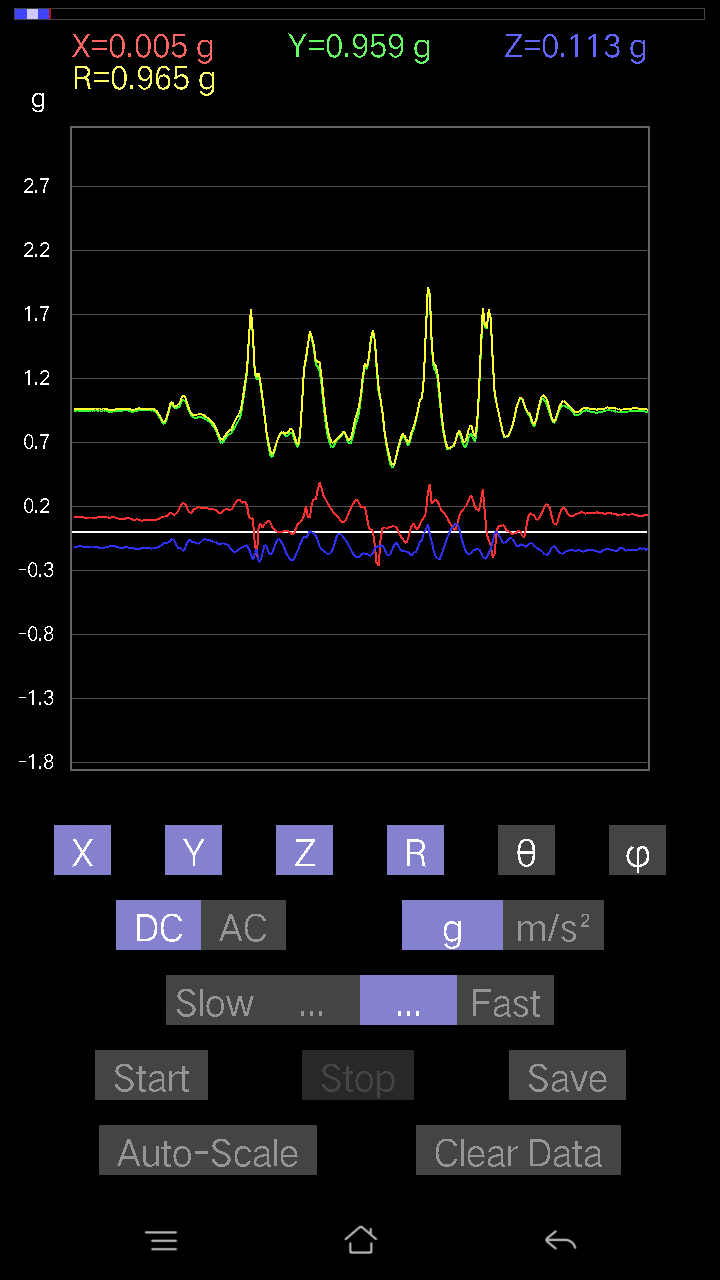 X=0.005 g Y=0.959 g Z=0.113 g
R=0.965 g
g
2.7
2.2
1.7
1.2
0.7
0.2
-0.3
-0.8
-1.3
-1.8
X Y Z R θ φ
DC AC g m/s²
Slow ... ... Fast
Start Stop Save
Auto-Scale Clear Data